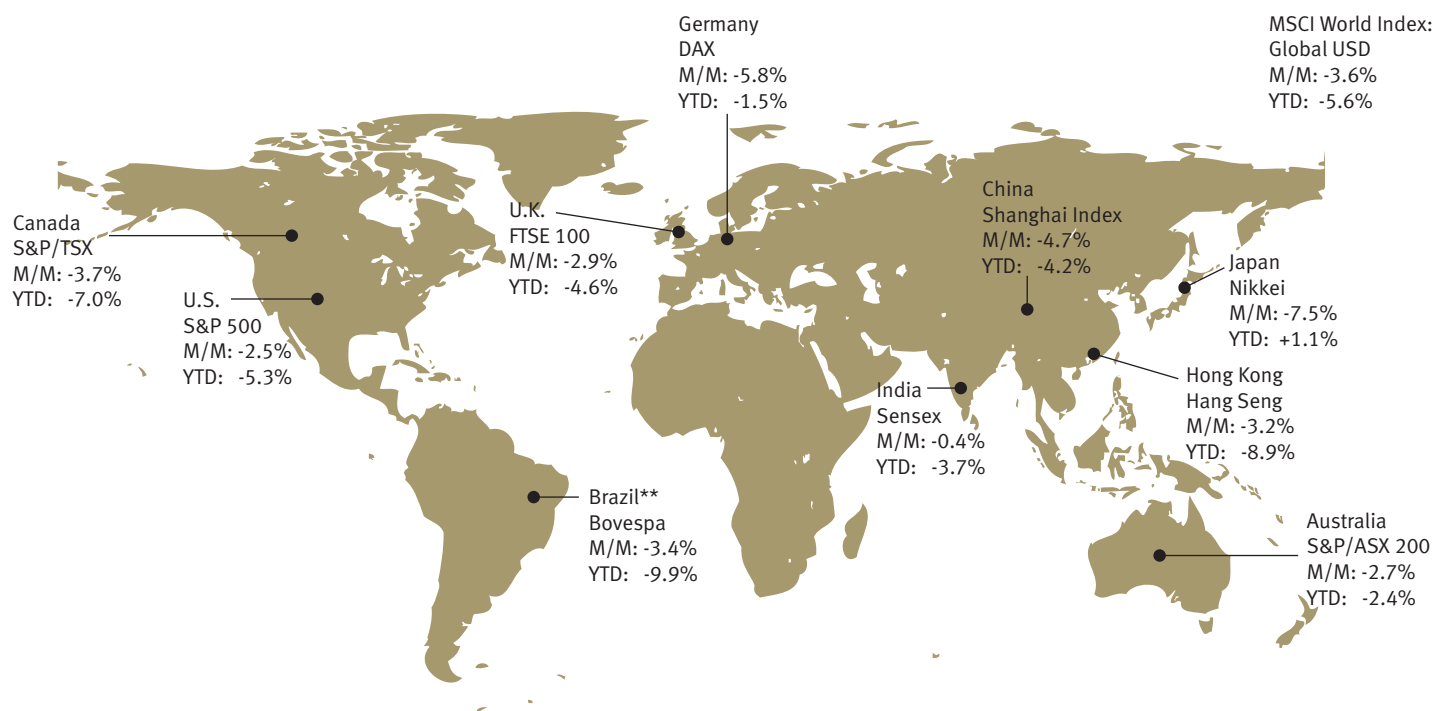 Germany
DAX
M/M: -5.8%
YTD: -1.5%
MSCI World Index:
Global USD
M/M: -3.6%
YTD: -5.6%
Canada
S&P/TSX
M/M: -3.7%
YTD: -7.0%
U.S.
S&P 500
M/M: -2.5%
YTD: -5.3%
U.K.
FTSE 100
M/M: -2.9%
YTD: -4.6%
China
Shanghai Index
M/M: -4.7%
YTD: -4.2%
Japan
Nikkei
M/M: -7.5%
YTD: +1.1%
India
Sensex
M/M: -0.4%
YTD: -3.7%
Hong Kong
Hang Seng
M/M: -3.2%
YTD: -8.9%
Brazil**
Bovespa
M/M: -3.4%
YTD: -9.9%
Australia
S&P/ASX 200
M/M: -2.7%
YTD: -2.4%